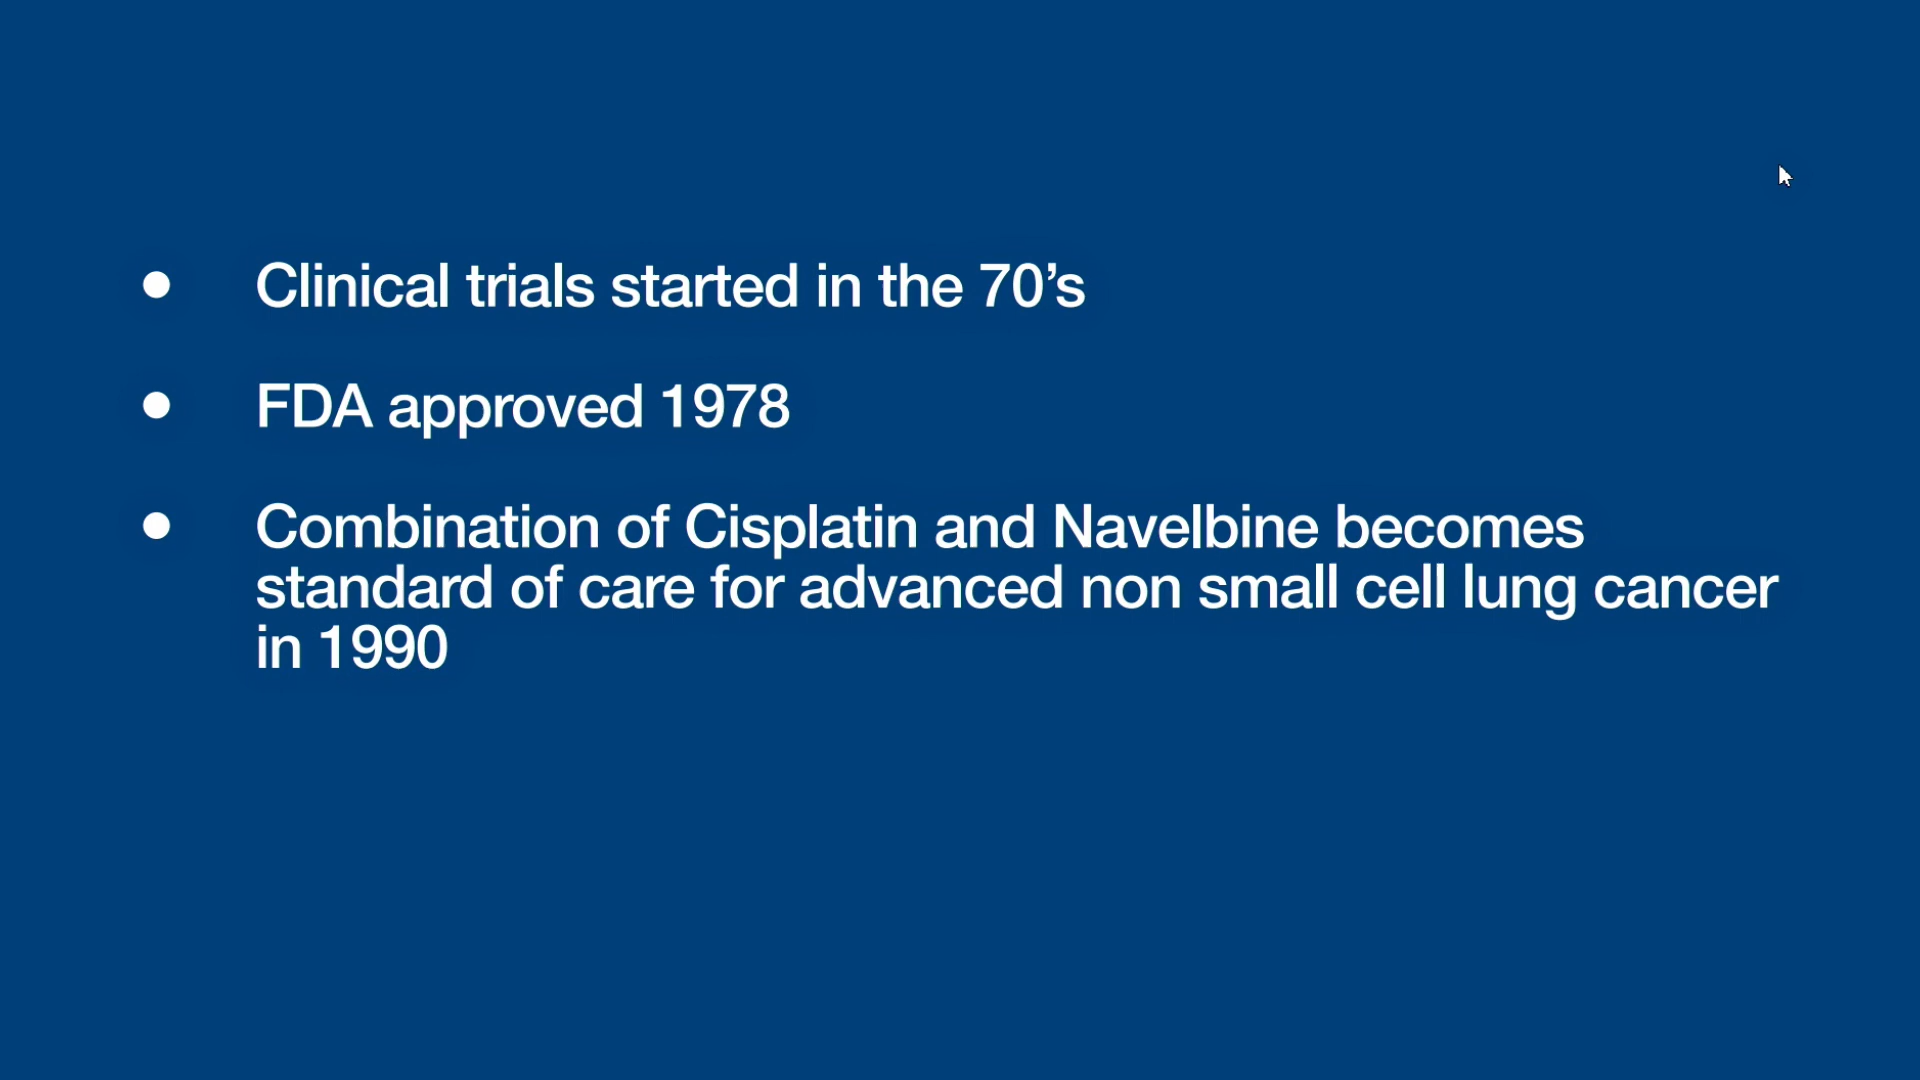 • Clinical trials started in the 70’s
• FDA approved 1978
• Combination of Cisplatin and Navelbine becomes
standard of care for advanced non small cell lung cancer
in 1990